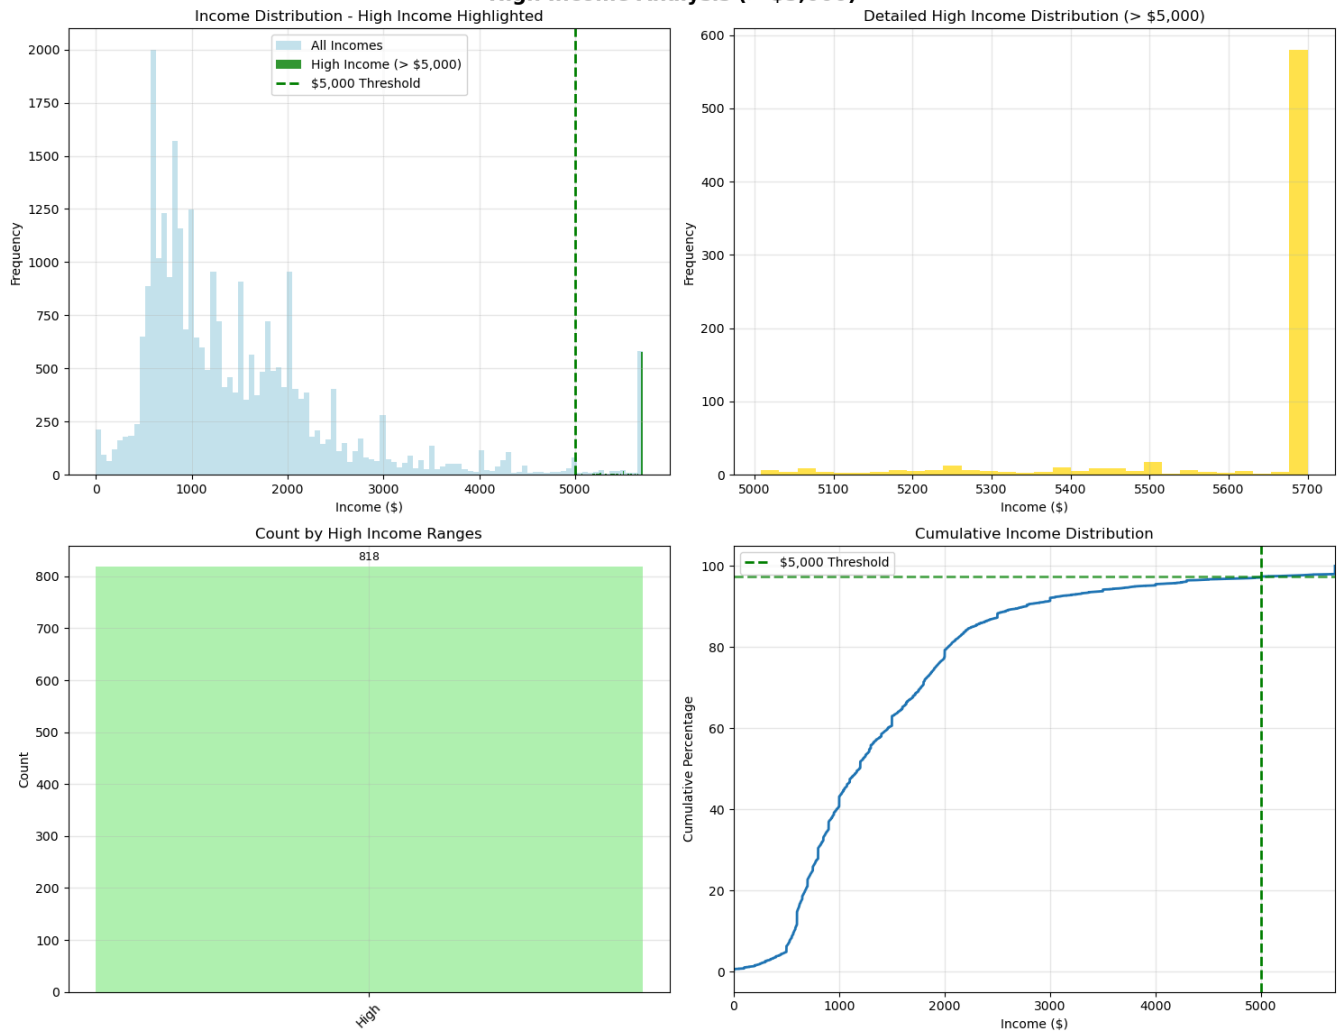 Income Distribution - High Income Highlighted
2000
1750
1500
1250
1000
750
500
250
0
Frequency
All Incomes
High Income (> $5,000)
$5,000 Threshold
0 1000 2000 3000 4000 5000
Income ($)
Detailed High Income Distribution (> $5,000)
600
500
400
300
200
100
0
Frequency
5000 5100 5200 5300 5400 5500 5600 5700
Income ($)
Count by High Income Ranges
818
800
700
600
500
400
300
200
100
0
Count
High
Cumulative Income Distribution
$5,000 Threshold
100
80
60
40
20
0
Cumulative Percentage
0 1000 2000 3000 4000 5000
Income ($)